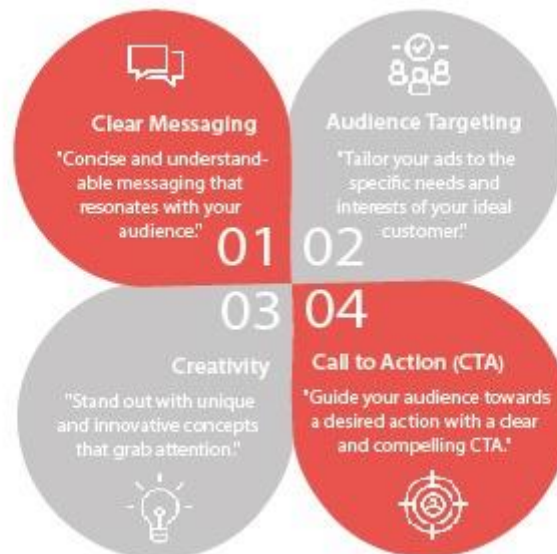 Clear Messaging
"Concise and understand-
able messaging that
resonates with your
audience."
01
Audience Targeting
"Tailor your ads to the
specific needs and
interests of your ideal
customer."
02
03
Creativity
"Stand out with unique
and innovative concepts
that grab attention."
04
Call to Action (CTA)
"Guide your audience towards
a desired action with a clear
and compelling CTA."